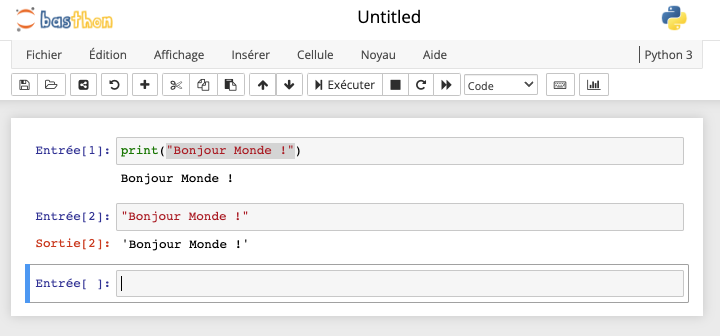 basthon
Untitled
Fichier Édition Affichage Insérer Cellule Noyau Aide Python 3
Exécuter Code
Entrée[1]: print("Bonjour Monde !")
Bonjour Monde !
Entrée[2]: "Bonjour Monde !"
Sortie[2]: 'Bonjour Monde !'
Entrée[ ]: